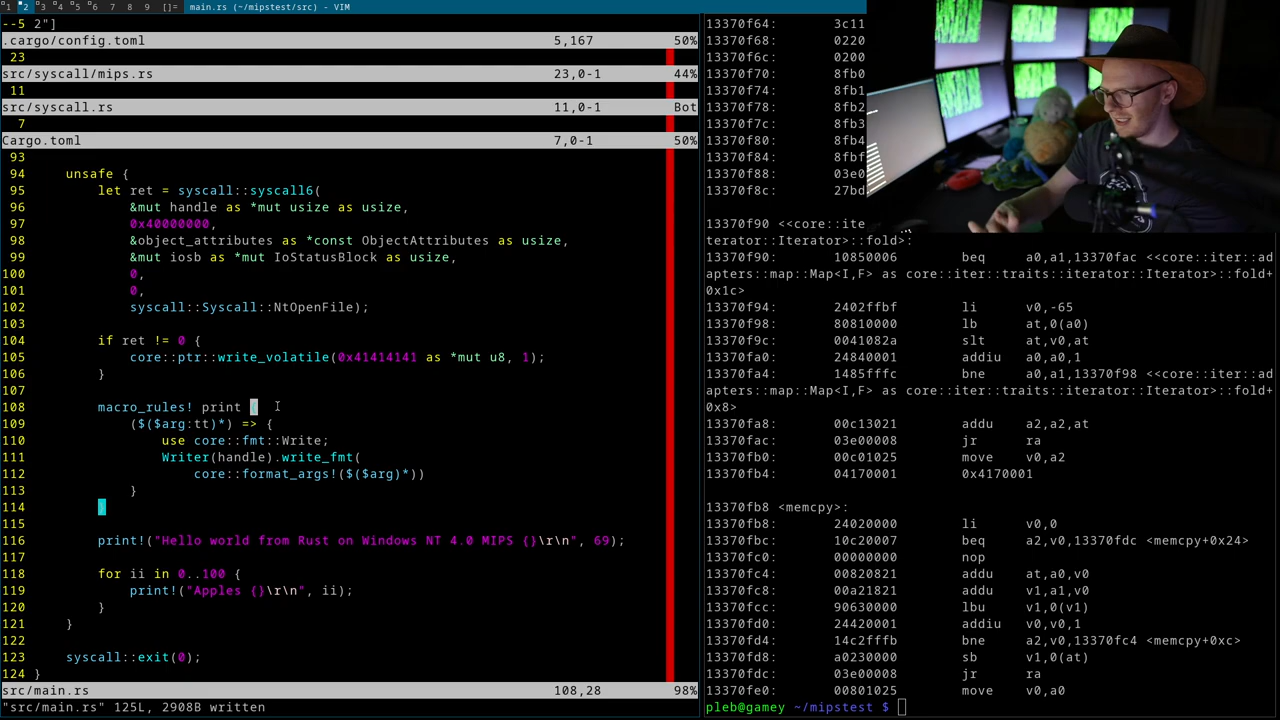 1 2 3 4 5 6 7 8 9 []= main.rs (~/mipstest/src) - VIM
--5 2"]
.cargo/config.toml 5,167 50%
23
src/syscall/mips.rs 23,0-1 44%
11
src/syscall.rs 11,0-1 Bot
7
Cargo.toml 7,0-1 50%
93
94 unsafe {
95 let ret = syscall::syscall6(
96 &mut handle as *mut usize as usize,
97 0x40000000,
98 &object_attributes as *const ObjectAttributes as usize,
99 &mut iosb as *mut IoStatusBlock as usize,
100 0,
101 0,
102 syscall::Syscall::NtOpenFile);
103
104 if ret != 0 {
105 core::ptr::write_volatile(0x41414141 as *mut u8, 1);
106 }
107
108 macro_rules! print {
109 ($($arg:tt)*) => {
110 use core::fmt::Write;
111 Writer(handle).write_fmt(
112 core::format_args!($($arg)*))
113 }
114 }
115
116 print!("Hello world from Rust on Windows NT 4.0 MIPS {}\r\n", 69);
117
118 for ii in 0..100 {
119 print!("Apples {}\r\n", ii);
120 }
121 }
122
123 syscall::exit(0);
124 }
src/main.rs 108,28 98%
"src/main.rs" 125L, 2908B written
13370f64: 3c11
13370f68: 0220
13370f6c: 0200
13370f70: 8fb0
13370f74: 8fb1
13370f78: 8fb2
13370f7c: 8fb3
13370f80: 8fb4
13370f84: 8fbf
13370f88: 03e0
13370f8c: 27bd
13370f90 <<core::ite
terator::Iterator>::fold>:
13370f90: 10850006 beq a0,a1,13370fac <<core::iter::ad
apters::map::Map<I,F> as core::iter::traits::iterator::Iterator>::fold+
0x1c>
13370f94: 2402ffbf li v0,-65
13370f98: 80810000 lb at,0(a0)
13370f9c: 0041082a slt at,v0,at
13370fa0: 24840001 addiu a0,a0,1
13370fa4: 1485fffc bne a0,a1,13370f98 <<core::iter::ad
apters::map::Map<I,F> as core::iter::traits::iterator::Iterator>::fold+
0x8>
13370fa8: 00c13021 addu a2,a2,at
13370fac: 03e00008 jr ra
13370fb0: 00c01025 move v0,a2
13370fb4: 04170001 0x4170001
13370fb8 <memcpy>:
13370fb8: 24020000 li v0,0
13370fbc: 10c20007 beq a2,v0,13370fdc <memcpy+0x24>
13370fc0: 00000000 nop
13370fc4: 00820821 addu at,a0,v0
13370fc8: 00a21821 addu v1,a1,v0
13370fcc: 90630000 lbu v1,0(v1)
13370fd0: 24420001 addiu v0,v0,1
13370fd4: 14c2fffb bne a2,v0,13370fc4 <memcpy+0xc>
13370fd8: a0230000 sb v1,0(at)
13370fdc: 03e00008 jr ra
13370fe0: 00801025 move v0,a0
pleb@gamey ~/mipstest $